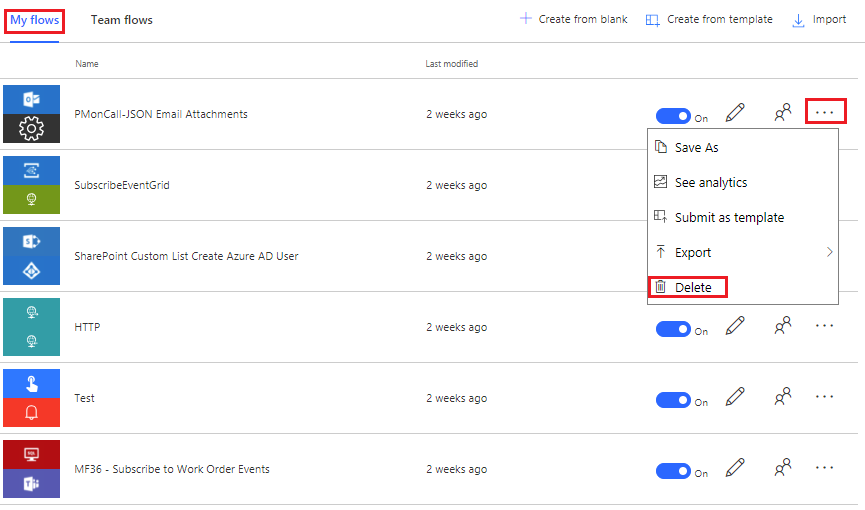 My flows Team flows Create from blank Create from template Import
Name Last modified
PMonCall-JSON Email Attachments 2 weeks ago On ...
Save As
SubscribeEventGrid 2 weeks ago See analytics
Submit as template
SharePoint Custom List Create Azure AD User 2 weeks ago Export
Delete
HTTP 2 weeks ago On ...
Test 2 weeks ago On ...
MF36 - Subscribe to Work Order Events 2 weeks ago On ...